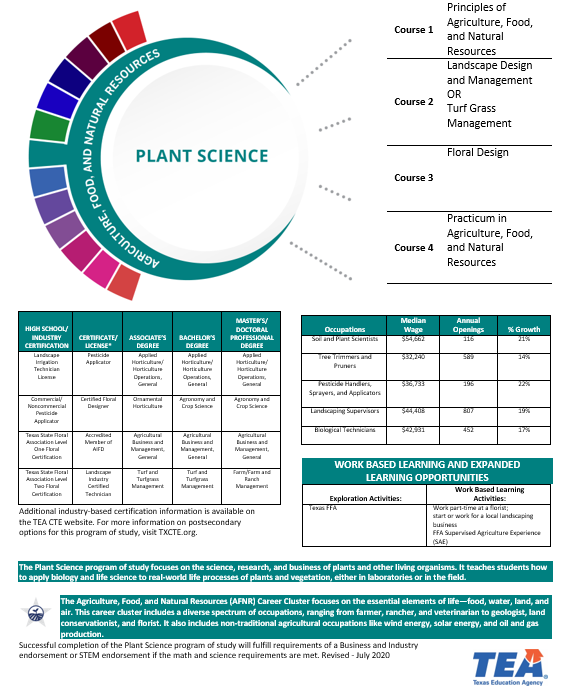 AGRICULTURE, FOOD, AND NATURAL RESOURCES
PLANT SCIENCE
Course 1
Principles of
Agriculture, Food,
and Natural
Resources
Course 2
Landscape Design
and Management
OR
Turf Grass
Management
Course 3
Floral Design
Course 4
Practicum in
Agriculture, Food,
and Natural
Resources
HIGH SCHOOL/
INDUSTRY
CERTIFICATION
CERTIFICATE/
LICENSE*
ASSOCIATE'S
DEGREE
BACHELOR'S
DEGREE
MASTER'S/
DOCTORAL
PROFESSIONAL
DEGREE
Landscape
Irrigation
Technician
License
Pesticide
Applicator
Applied
Horticulture/
Horticulture
Operations,
General
Applied
Horticulture/
Horticulture
Operations,
General
Applied
Horticulture/
Horticulture
Operations,
General
Commercial/
Noncommercial
Pesticide
Applicator
Certified Floral
Designer
Ornamental
Horticulture
Agronomy and
Crop Science
Agronomy and
Crop Science
Texas State Floral
Association Level
One Floral
Certification
Accredited
Member of
AIFD
Agricultural
Business and
Management,
General
Agricultural
Business and
Management,
General
Agricultural
Business and
Management,
General
Texas State Floral
Association Level
Two Floral
Certification
Landscape
Industry
Certified
Technician
Turf and
Turfgrass
Management
Turf and
Turfgrass
Management
Farm/Farm and
Ranch
Management
Additional industry-based certification information is available on
the TEA CTE website. For more information on postsecondary
options for this program of study, visit TXCTE.org.
Occupations
Median
Wage
Annual
Openings
% Growth
Soil and Plant Scientists $54,662 116 21%
Tree Trimmers and
Pruners
$32,240 589 14%
Pesticide Handlers,
Sprayers, and Applicators
$36,733 196 22%
Landscaping Supervisors $44,408 807 19%
Biological Technicians $42,931 452 17%
WORK BASED LEARNING AND EXPANDED
LEARNING OPPORTUNITIES
Exploration Activities:
Work Based Learning
Activities:
Texas FFA
Work part-time at a florist;
start or work for a local landscaping
business
FFA Supervised Agriculture Experience
(SAE)
The Plant Science program of study focuses on the science, research, and business of plants and other living organisms. It teaches students how
to apply biology and life science to real-world life processes of plants and vegetation, either in laboratories or in the field.
The Agriculture, Food, and Natural Resources (AFNR) Career Cluster focuses on the essential elements of life—food, water, land, and
air. This career cluster includes a diverse spectrum of occupations, ranging from farmer, rancher, and veterinarian to geologist, land
conservationist, and florist. It also includes non-traditional agricultural occupations like wind energy, solar energy, and oil and gas
production.
Successful completion of the Plant Science program of study will fulfill requirements of a Business and Industry
endorsement or STEM endorsement if the math and science requirements are met. Revised - July 2020
TEA
Texas Education Agency